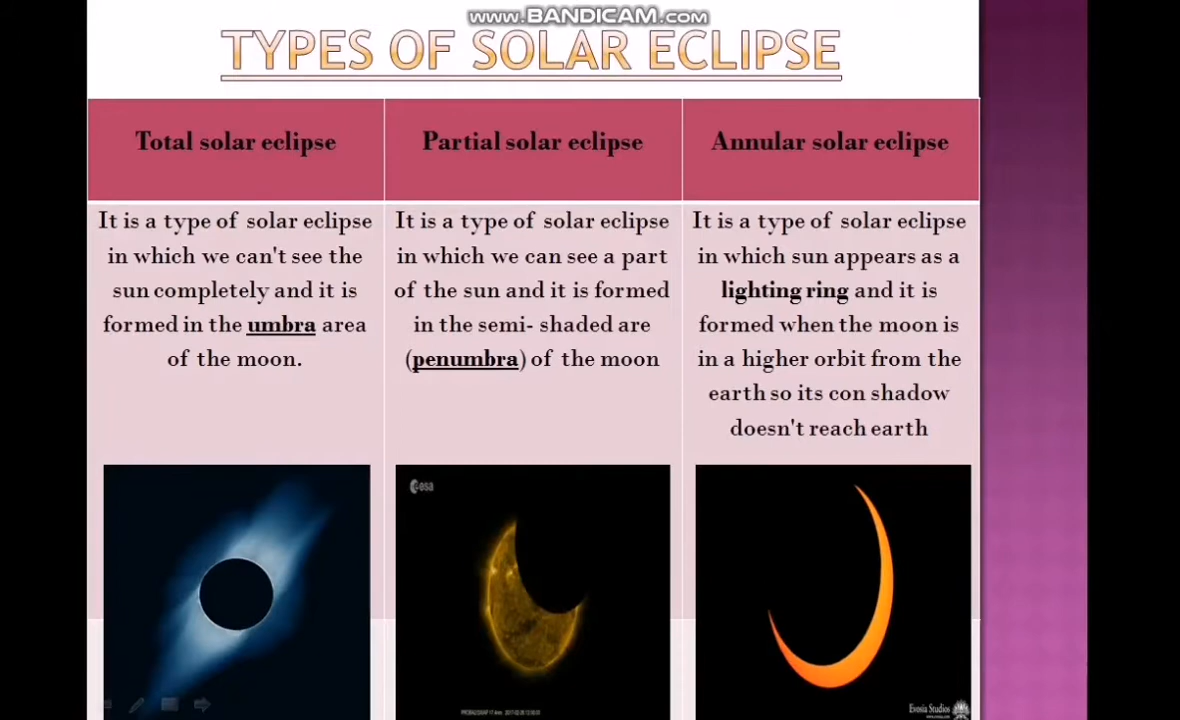 www.BANDICAM.com
TYPES OF SOLAR ECLIPSE
Total solar eclipse
It is a type of solar eclipse
in which we can't see the
sun completely and it is
formed in the umbra area
of the moon.
Partial solar eclipse
It is a type of solar eclipse
in which we can see a part
of the sun and it is formed
in the semi- shaded are
(penumbra) of the moon
Annular solar eclipse
It is a type of solar eclipse
in which sun appears as a
lighting ring and it is
formed when the moon is
in a higher orbit from the
earth so its con shadow
doesn't reach earth
esa
Evosia Studios